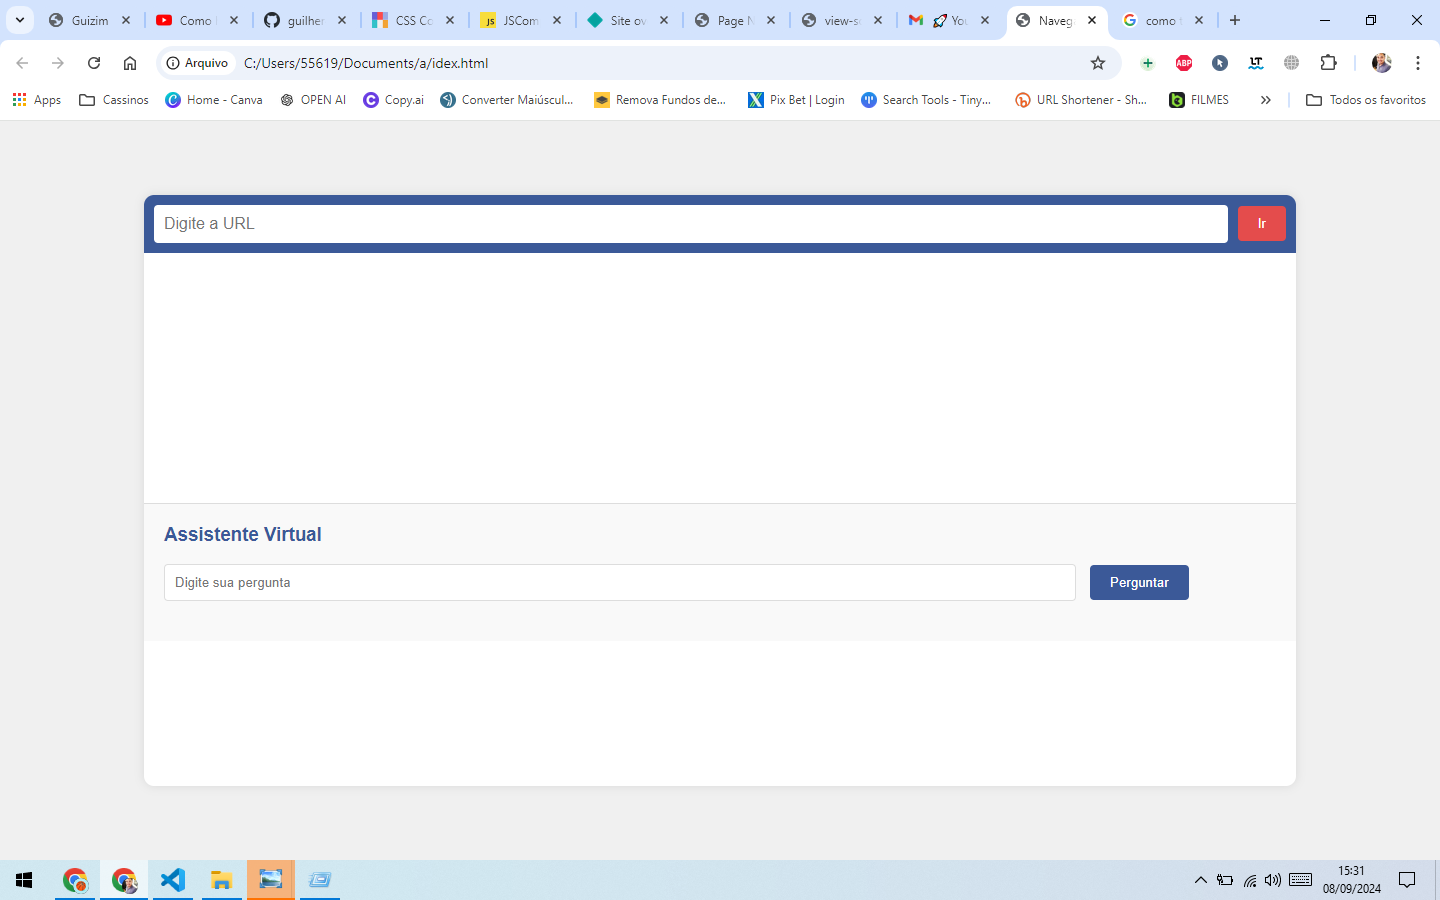 Guizim
Como
guilher
CSS Co
JSCom
Site ov
Page N
view-s
You
Naveg
como
Arquivo
C:/Users/55619/Documents/a/idex.html
ABP
LT
Apps
Cassinos
Home - Canva
OPEN AI
Copy.ai
Converter Maiúscul...
Remova Fundos de...
Pix Bet | Login
Search Tools - Tiny...
URL Shortener - Sh...
FILMES
Todos os favoritos
Digite a URL
Ir
Assistente Virtual
Digite sua pergunta
Perguntar
15:31
08/09/2024